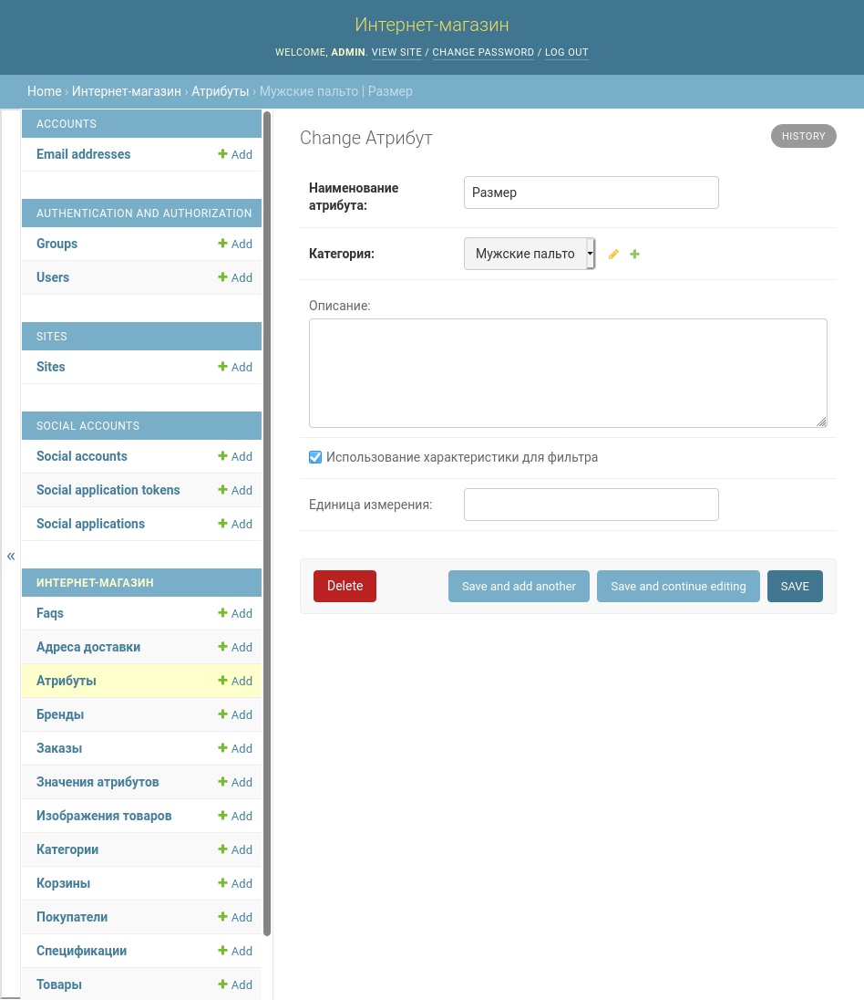 Интернет-магазин
WELCOME, ADMIN. VIEW SITE / CHANGE PASSWORD / LOG OUT
Home › Интернет-магазин › Атрибуты › Мужские пальто | Размер
«
ACCOUNTS
Email addresses Add
AUTHENTICATION AND AUTHORIZATION
Groups Add
Users Add
SITES
Sites Add
SOCIAL ACCOUNTS
Social accounts Add
Social application tokens Add
Social applications Add
ИНТЕРНЕТ-МАГАЗИН
Faqs Add
Адреса доставки Add
Атрибуты Add
Бренды Add
Заказы Add
Значения атрибутов Add
Изображения товаров Add
Категории Add
Корзины Add
Покупатели Add
Спецификации Add
Товары Add
Change Атрибут
HISTORY
Наименование
атрибута:
Размер
Категория: Мужские пальто
Описание:
Использование характеристики для фильтра
Единица измерения:
Delete Save and add another Save and continue editing SAVE